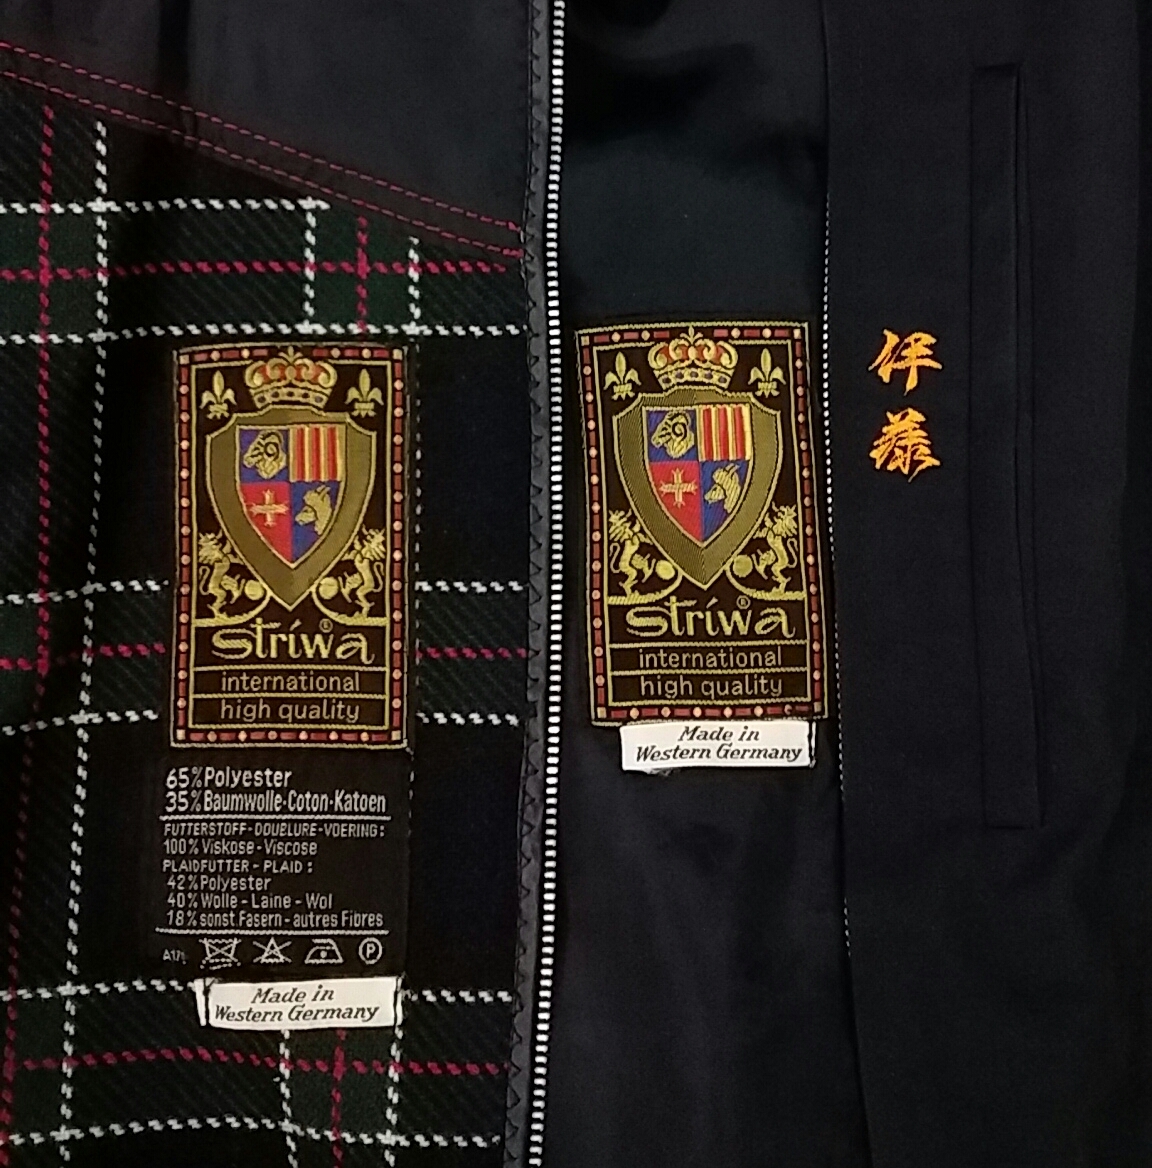 striwa®
international
high quality
65%Polyester
35%Baumwolle·Coton·Katoen
FUTTERSTOFF-DOUBLURE-VOERING:
100% Viskose-Viscose
PLAIDFUTTER-PLAID:
42%Polyester
40%Wolle-Laine-Wol
18%sonst.Fasern-autres Fibres
P
Made in
Western Germany
striwa®
international
high quality
Made in
Western Germany
伊
藤